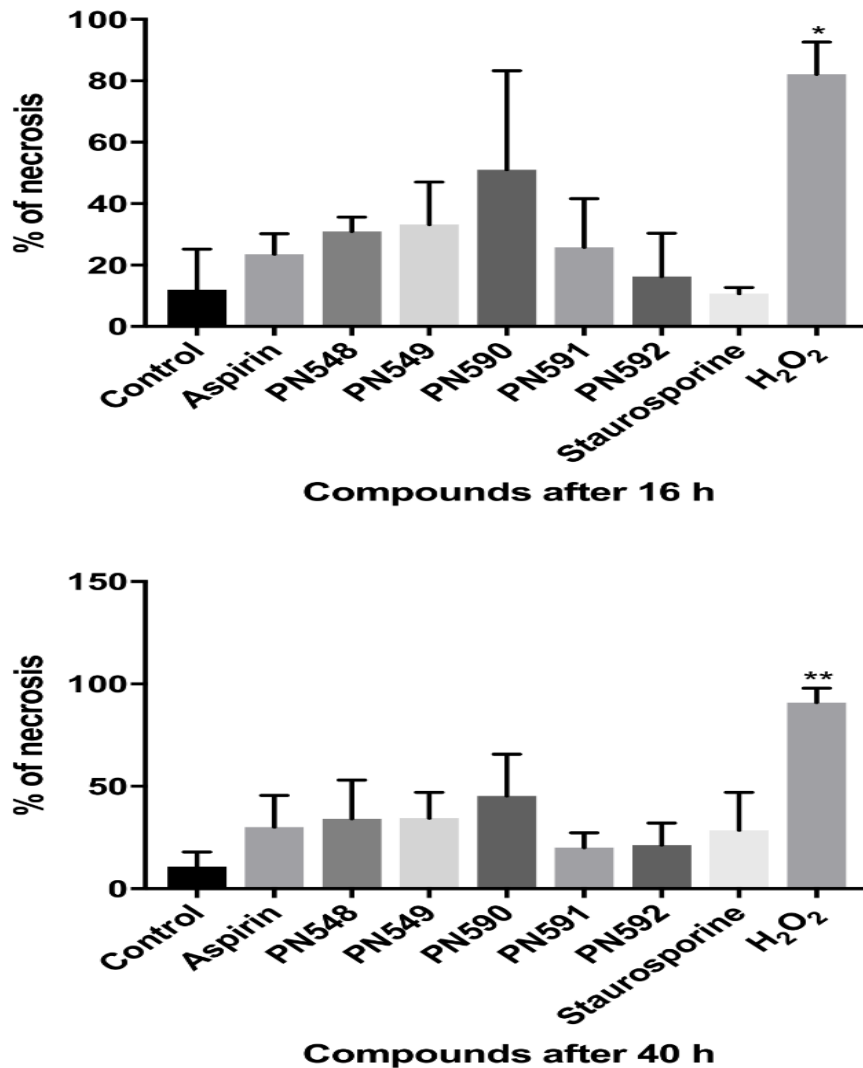 % of necrosis
100
80
60
40
20
0
*
Control
Aspirin
PN548
PN549
PN590
PN591
PN592
Staurosporine
H₂O₂
Compounds after 16 h
% of necrosis
150
100
50
0
**
Control
Aspirin
PN548
PN549
PN590
PN591
PN592
Staurosporine
H₂O₂
Compounds after 40 h